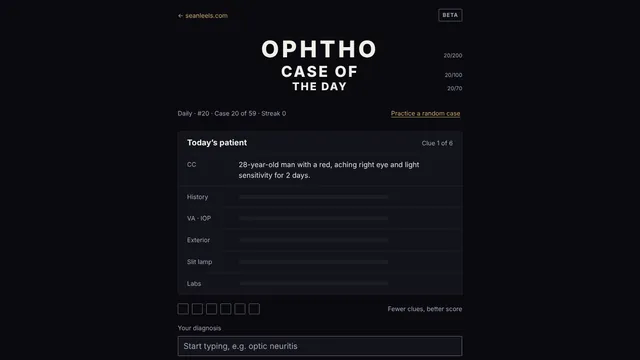 ← seanleels.com
BETA
OPHTHO
20/200
CASE OF
20/100
THE DAY
20/70
Daily · #20 · Case 20 of 59 · Streak 0
Practice a random case
Today's patient
Clue 1 of 6
CC
28-year-old man with a red, aching right eye and light
sensitivity for 2 days.
History
VA · IOP
Exterior
Slit lamp
Labs
Fewer clues, better score
Your diagnosis
Start typing, e.g. optic neuritis